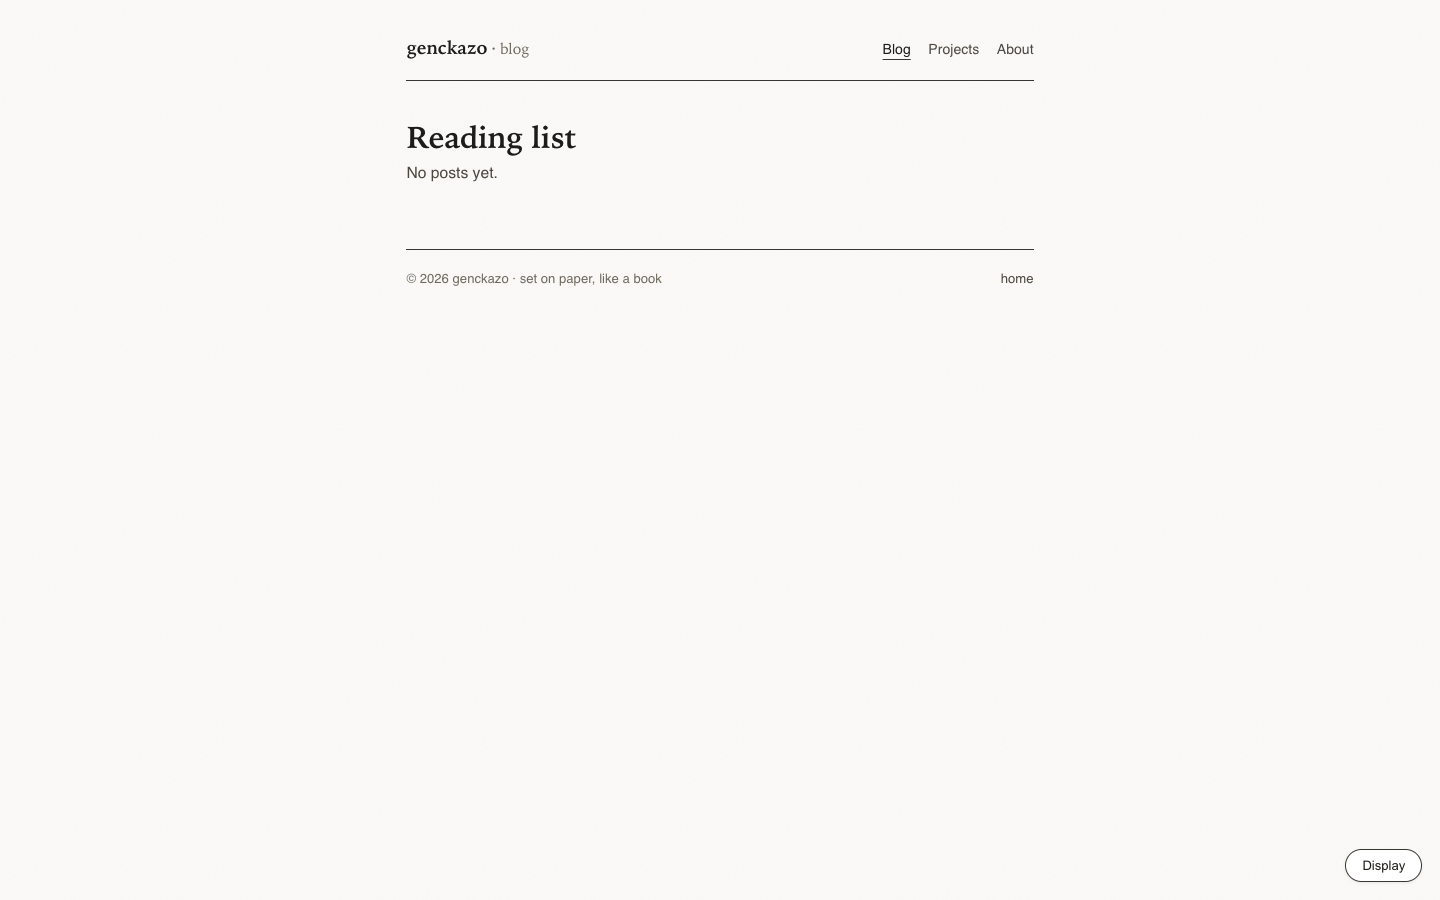 genckazo · blog
Blog Projects About
Reading list
No posts yet.
© 2026 genckazo · set on paper, like a book
home
Display